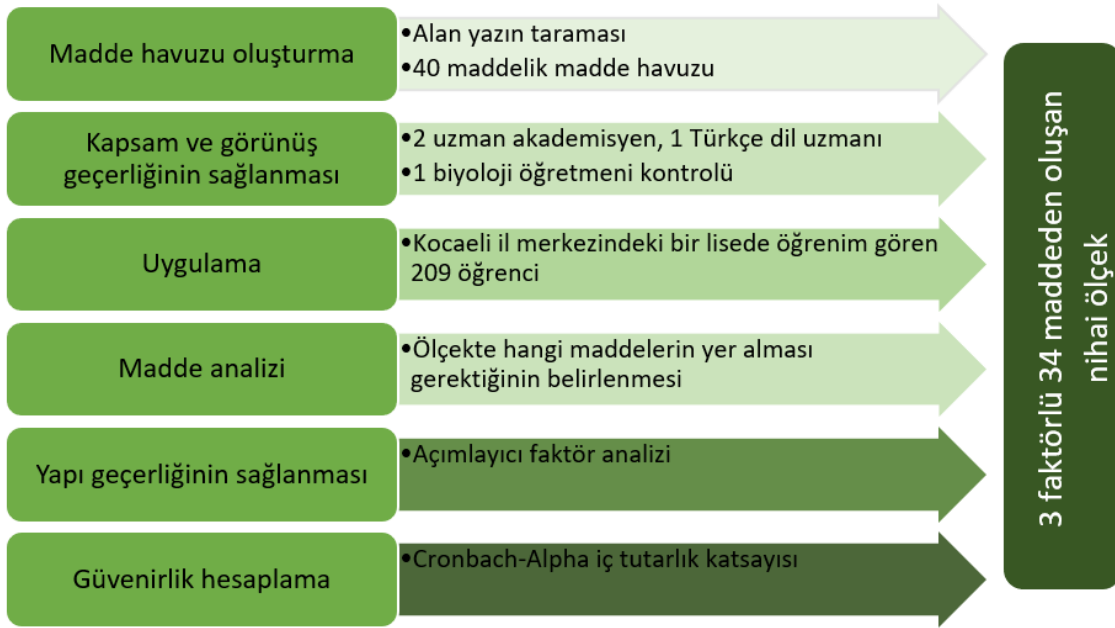 Madde havuzu oluşturma
•Alan yazın taraması
•40 maddelik madde havuzu
Kapsam ve görünüş
geçerliğinin sağlanması
•2 uzman akademisyen, 1 Türkçe dil uzmanı
•1 biyoloji öğretmeni kontrolü
Uygulama
•Kocaeli il merkezindeki bir lisede öğrenim gören
209 öğrenci
Madde analizi
•Ölçekte hangi maddelerin yer alması
gerektiğinin belirlenmesi
Yapı geçerliğinin sağlanması
•Açımlayıcı faktör analizi
Güvenirlik hesaplama
•Cronbach-Alpha iç tutarlık katsayısı
3 faktörlü 34 maddeden oluşan
nihai ölçek